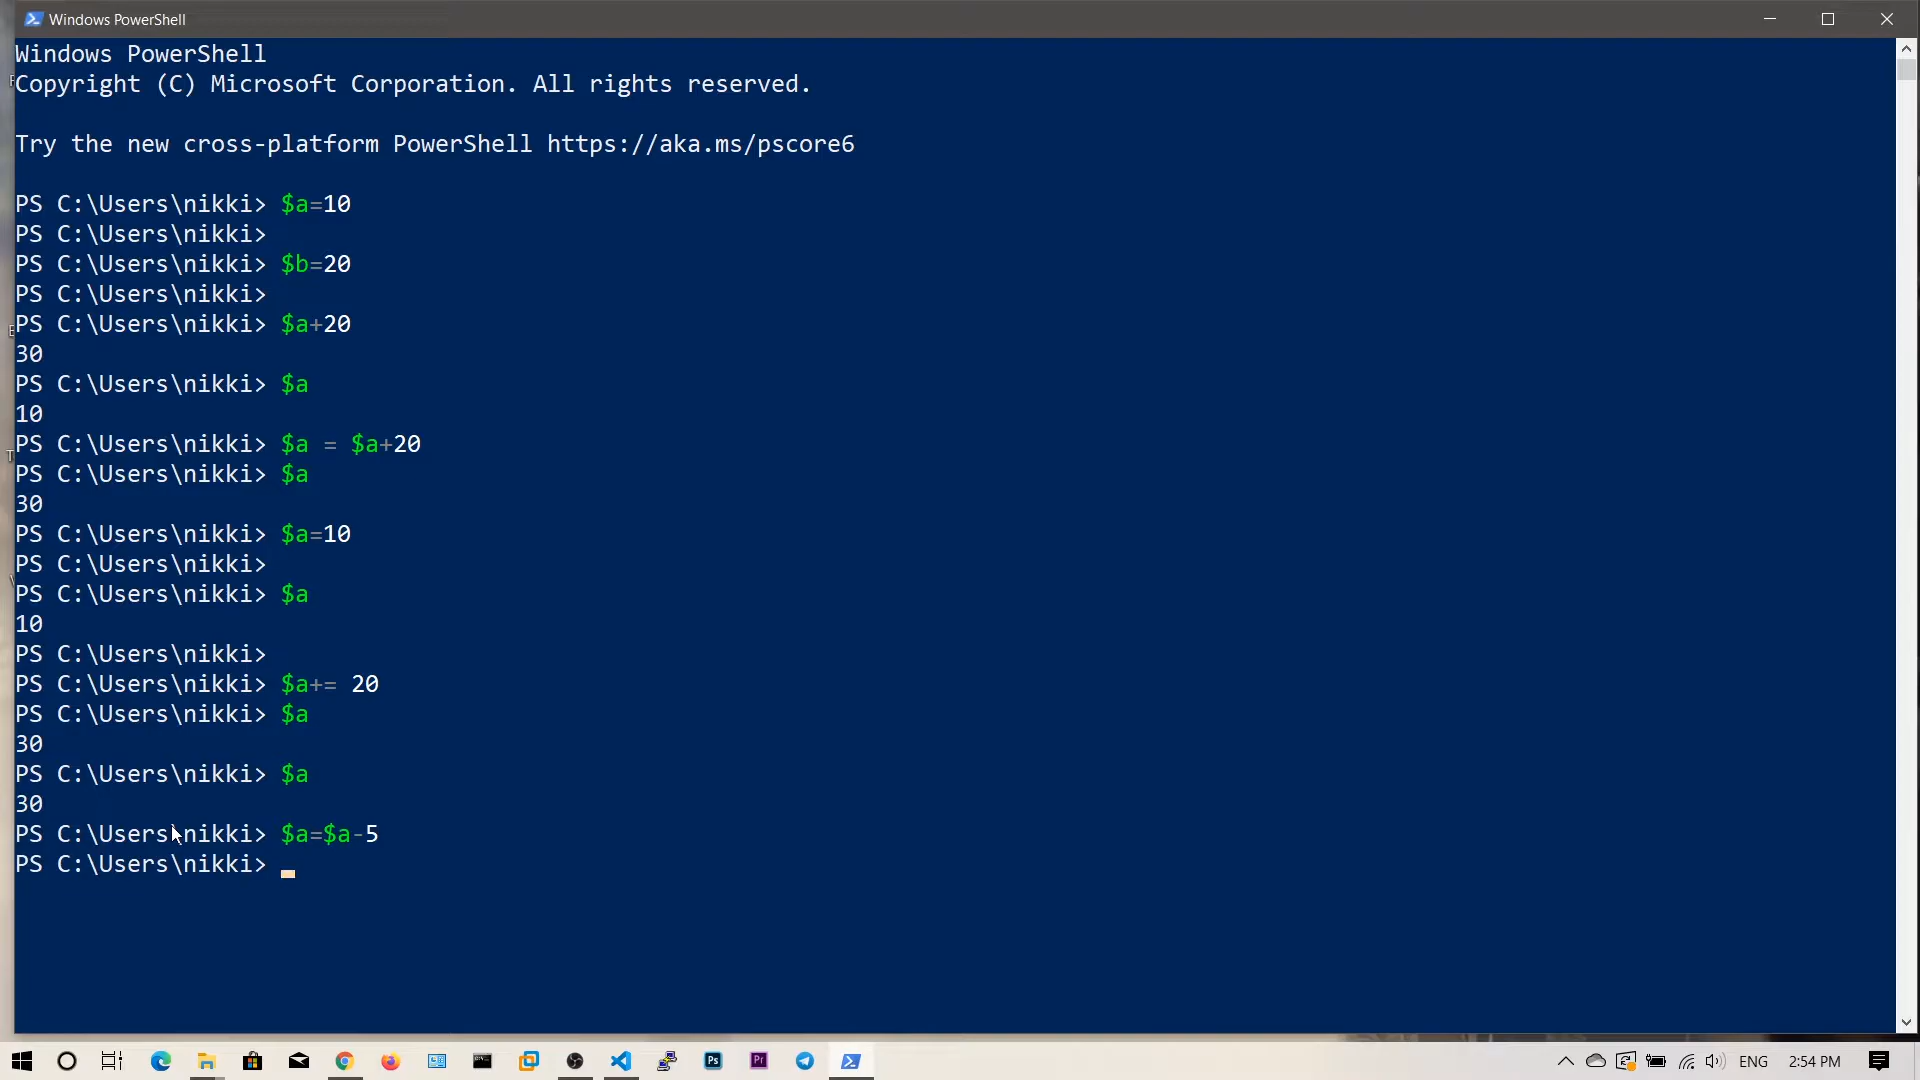 Windows PowerShell
Windows PowerShell
Copyright (C) Microsoft Corporation. All rights reserved.
Try the new cross-platform PowerShell https://aka.ms/pscore6
PS C:\Users\nikki> $a=10
PS C:\Users\nikki>
PS C:\Users\nikki> $b=20
PS C:\Users\nikki>
PS C:\Users\nikki> $a+20
30
PS C:\Users\nikki> $a
10
PS C:\Users\nikki> $a = $a+20
PS C:\Users\nikki> $a
30
PS C:\Users\nikki> $a=10
PS C:\Users\nikki>
PS C:\Users\nikki> $a
10
PS C:\Users\nikki>
PS C:\Users\nikki> $a+= 20
PS C:\Users\nikki> $a
30
PS C:\Users\nikki> $a
30
PS C:\Users\nikki> $a=$a-5
PS C:\Users\nikki>
Ps Pr ENG 2:54 PM